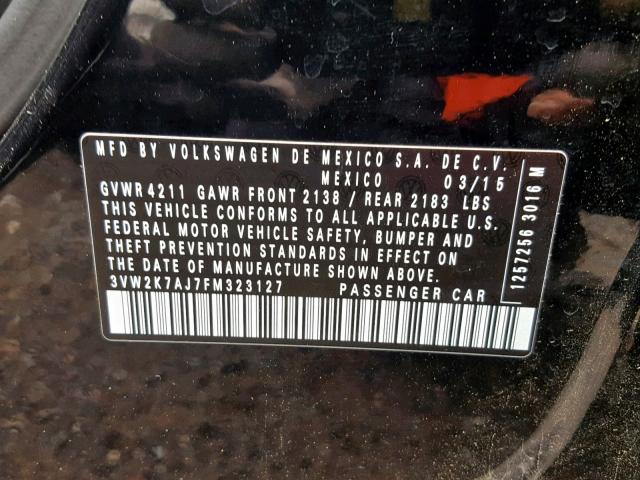 MFD BY VOLKSWAGEN DE MEXICO S.A. DE C.V.
MEXICO 03/15
GVWR 4211 GAWR FRONT 2138 / REAR 2183 LBS
THIS VEHICLE CONFORMS TO ALL APPLICABLE U.S.
FEDERAL MOTOR VEHICLE SAFETY, BUMPER AND
THEFT PREVENTION STANDARDS IN EFFECT ON
THE DATE OF MANUFACTURE SHOWN ABOVE.
3VW2K7AJ7FM323127 PASSENGER CAR
1257256 3016 M